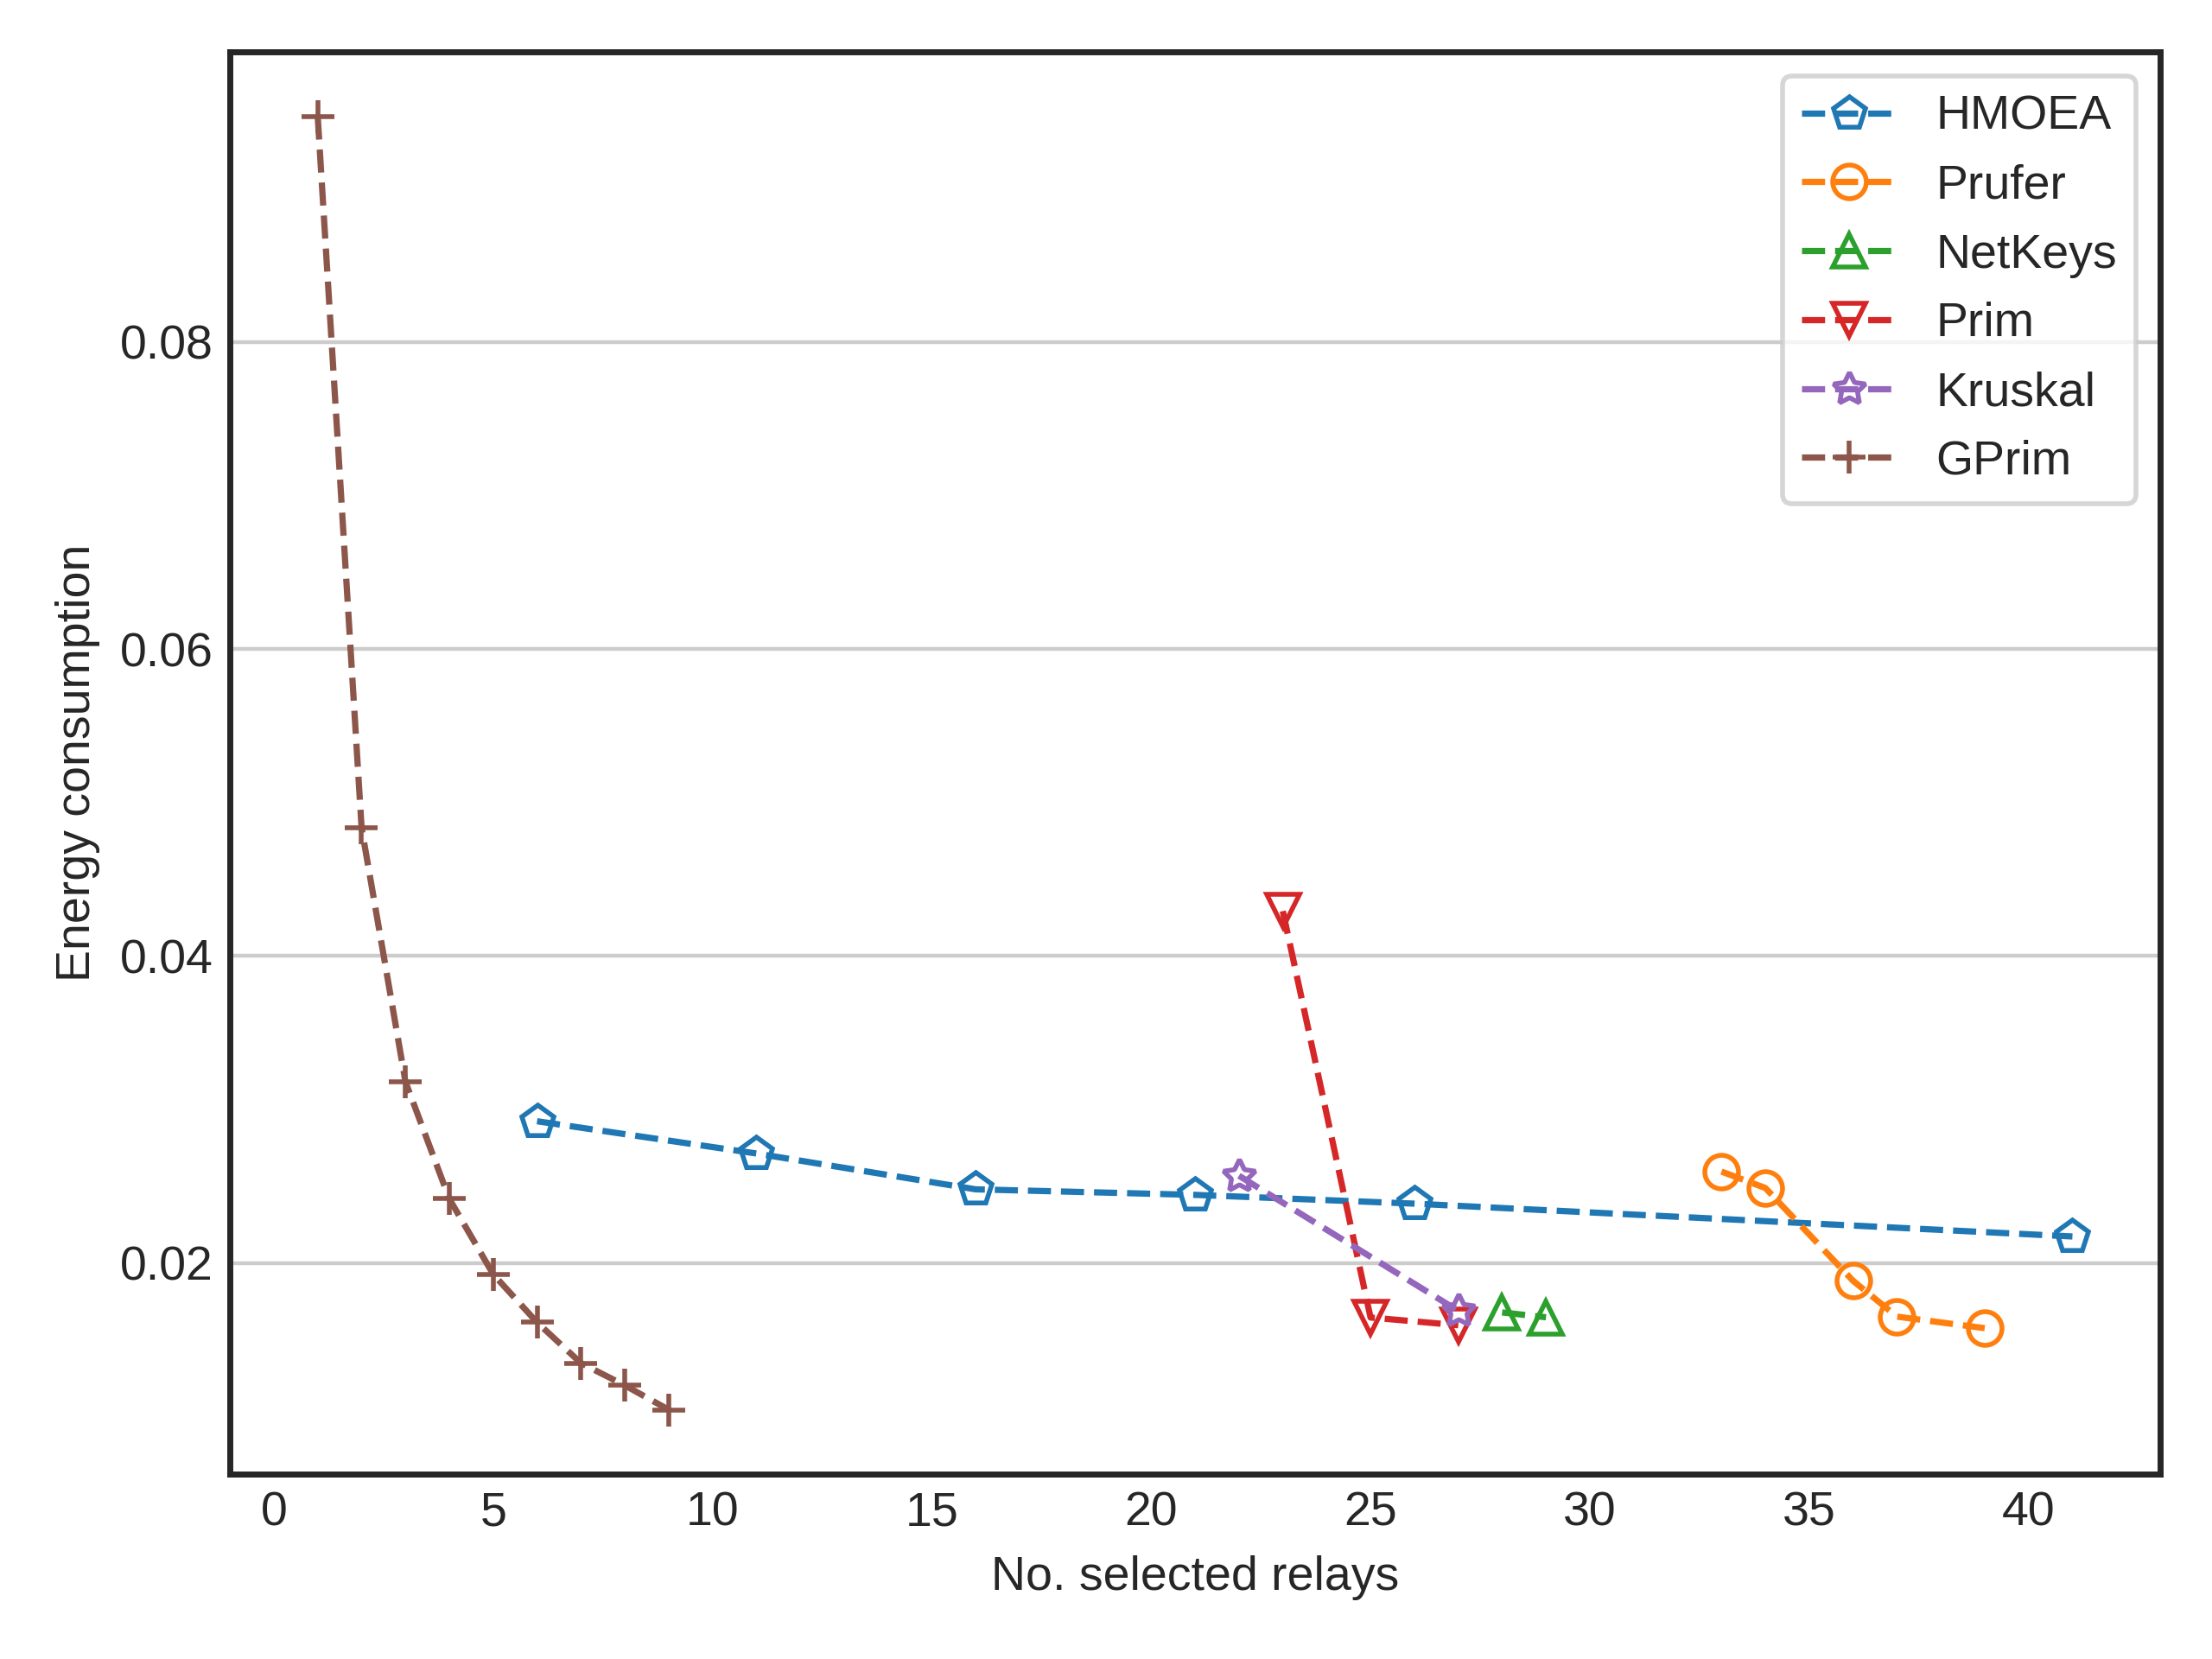 HMOEA
Prufer
NetKeys
Prim
Kruskal
GPrim
0.08
0.06
0.04
0.02
Energy consumption
0 5 10 15 20 25 30 35 40
No. selected relays